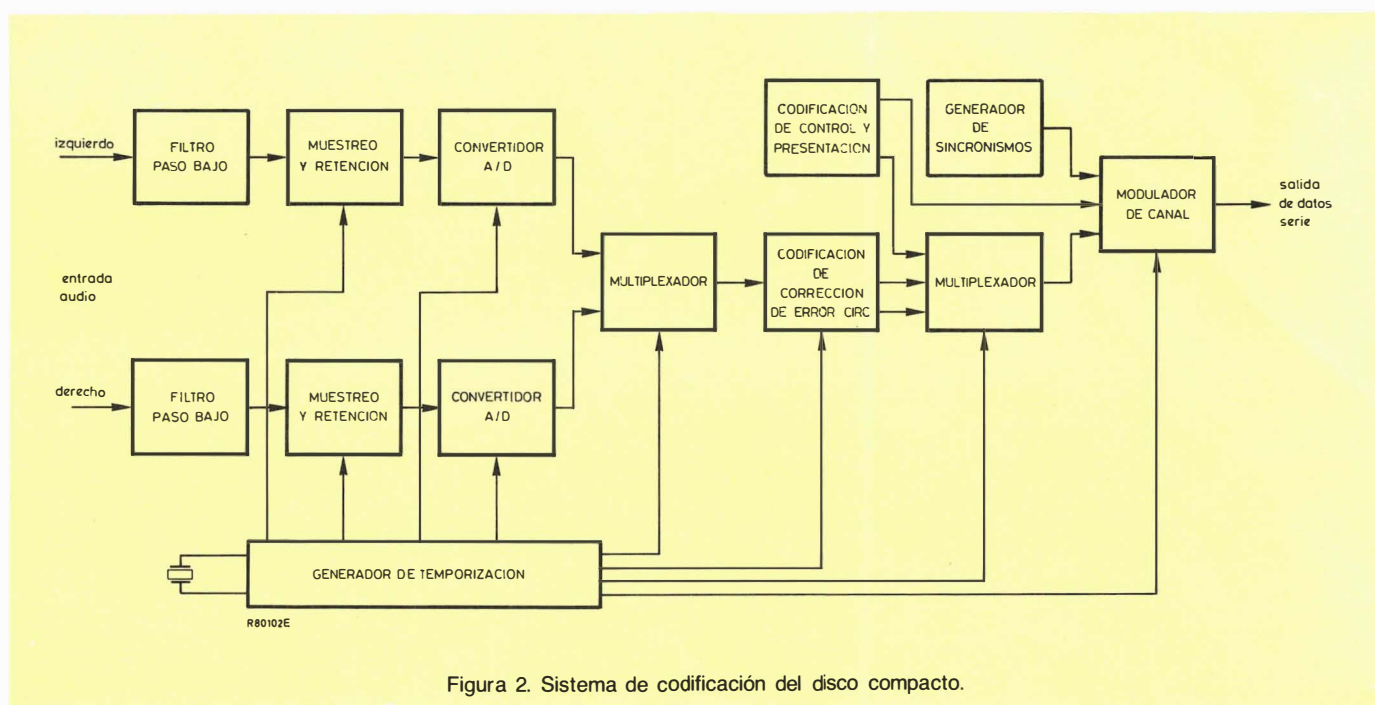 izquierdo
FILTRO
PASO BAJO
MUESTREO
Y RETENCION
CONVERTIDOR
A/D
CODIFICACION
DE CONTROL Y
PRESENTACION
GENERADOR
DE
SINCRONISMOS
MODULADOR
DE CANAL
salida
de datos
serie
entrada
audio
MULTIPLEXADOR
CODIFICACION
DE
CORRECCION
DE ERROR CIRC
MULTIPLEXADOR
derecho
FILTRO
PASO BAJO
MUESTREO
Y RETENCION
CONVERTIDOR
A/D
GENERADOR DE TEMPORIZACION
R80102E
Figura 2. Sistema de codificación del disco compacto.